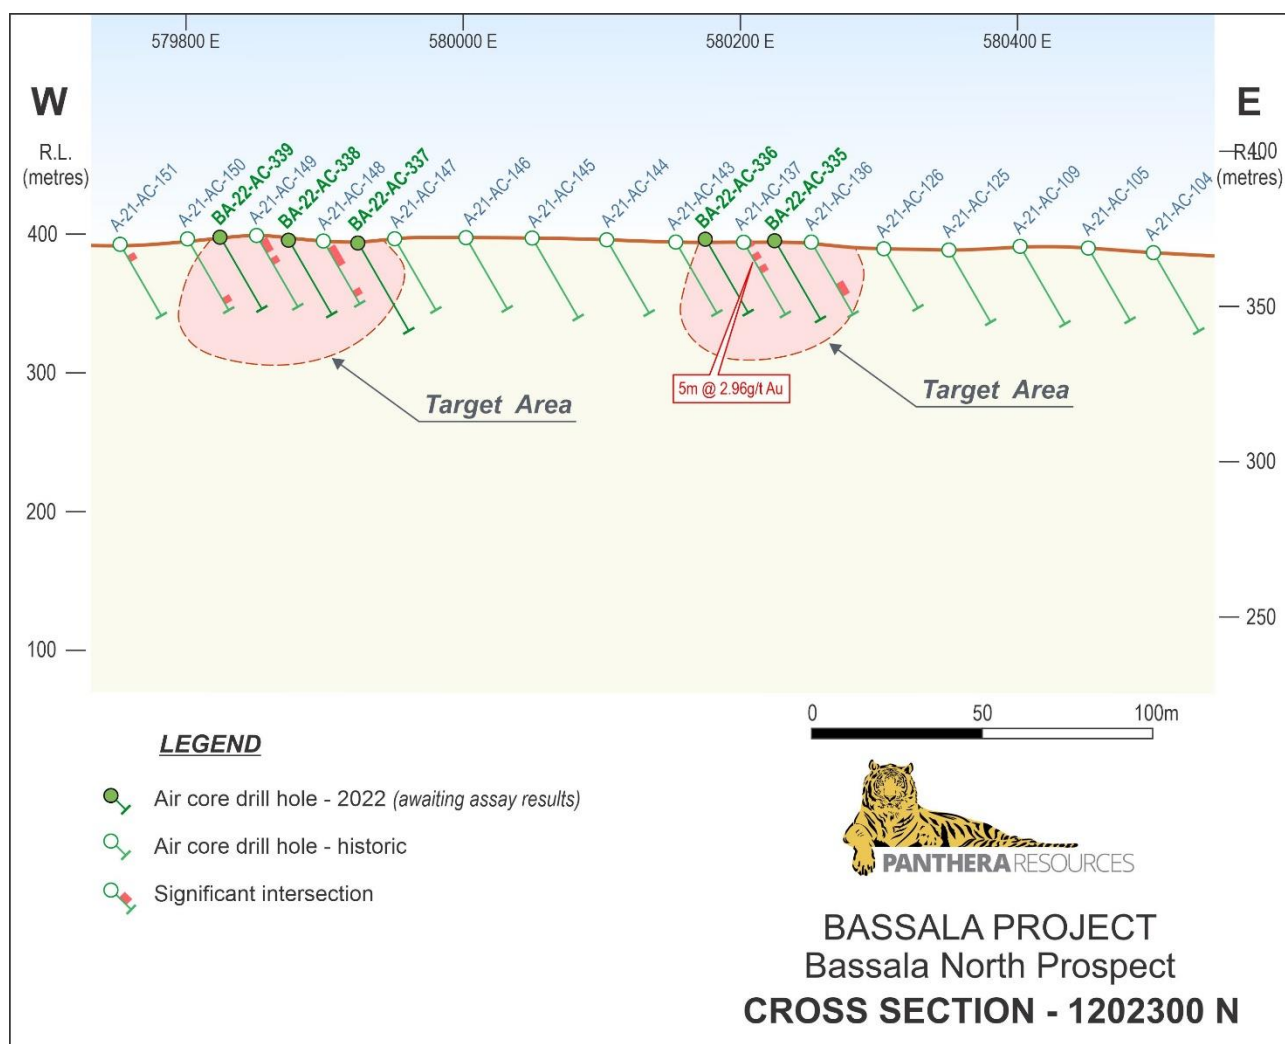 579800 E
580000 E
580200 E
580400 E
W
E
R.L.
(metres)
400
R.L.
(metres)
A-21-AC-151
A-21-AC-150
BA-22-AC-339
A-21-AC-149
BA-22-AC-338
A-21-AC-148
BA-22-AC-337
A-21-AC-147
A-21-AC-146
A-21-AC-145
A-21-AC-144
A-21-AC-143
BA-22-AC-336
A-21-AC-137
BA-22-AC-335
A-21-AC-136
A-21-AC-126
A-21-AC-125
A-21-AC-109
A-21-AC-105
A-21-AC-104
400
350
300
300
200
250
100
5m @ 2.96g/t Au
Target Area
Target Area
0 50 100m
LEGEND
Air core drill hole - 2022 (awaiting assay results)
Air core drill hole - historic
Significant intersection
PANTHERA RESOURCES
BASSALA PROJECT
Bassala North Prospect
CROSS SECTION - 1202300 N